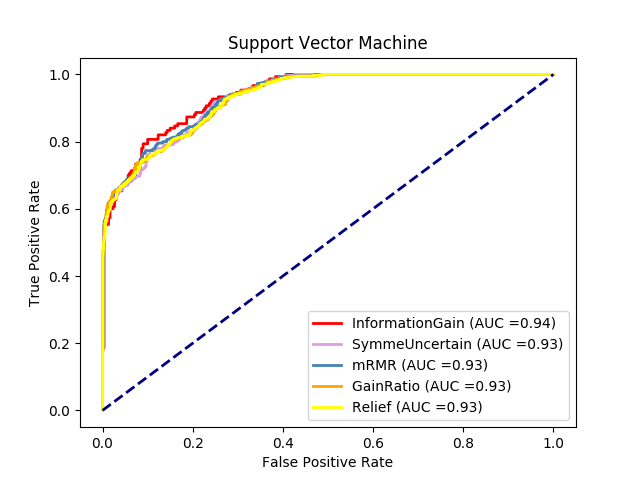 Support Vector Machine
True Positive Rate
1.0
0.8
0.6
0.4
0.2
0.0
InformationGain (AUC =0.94)
SymmeUncertain (AUC =0.93)
mRMR (AUC =0.93)
GainRatio (AUC =0.93)
Relief (AUC =0.93)
0.0 0.2 0.4 0.6 0.8 1.0
False Positive Rate